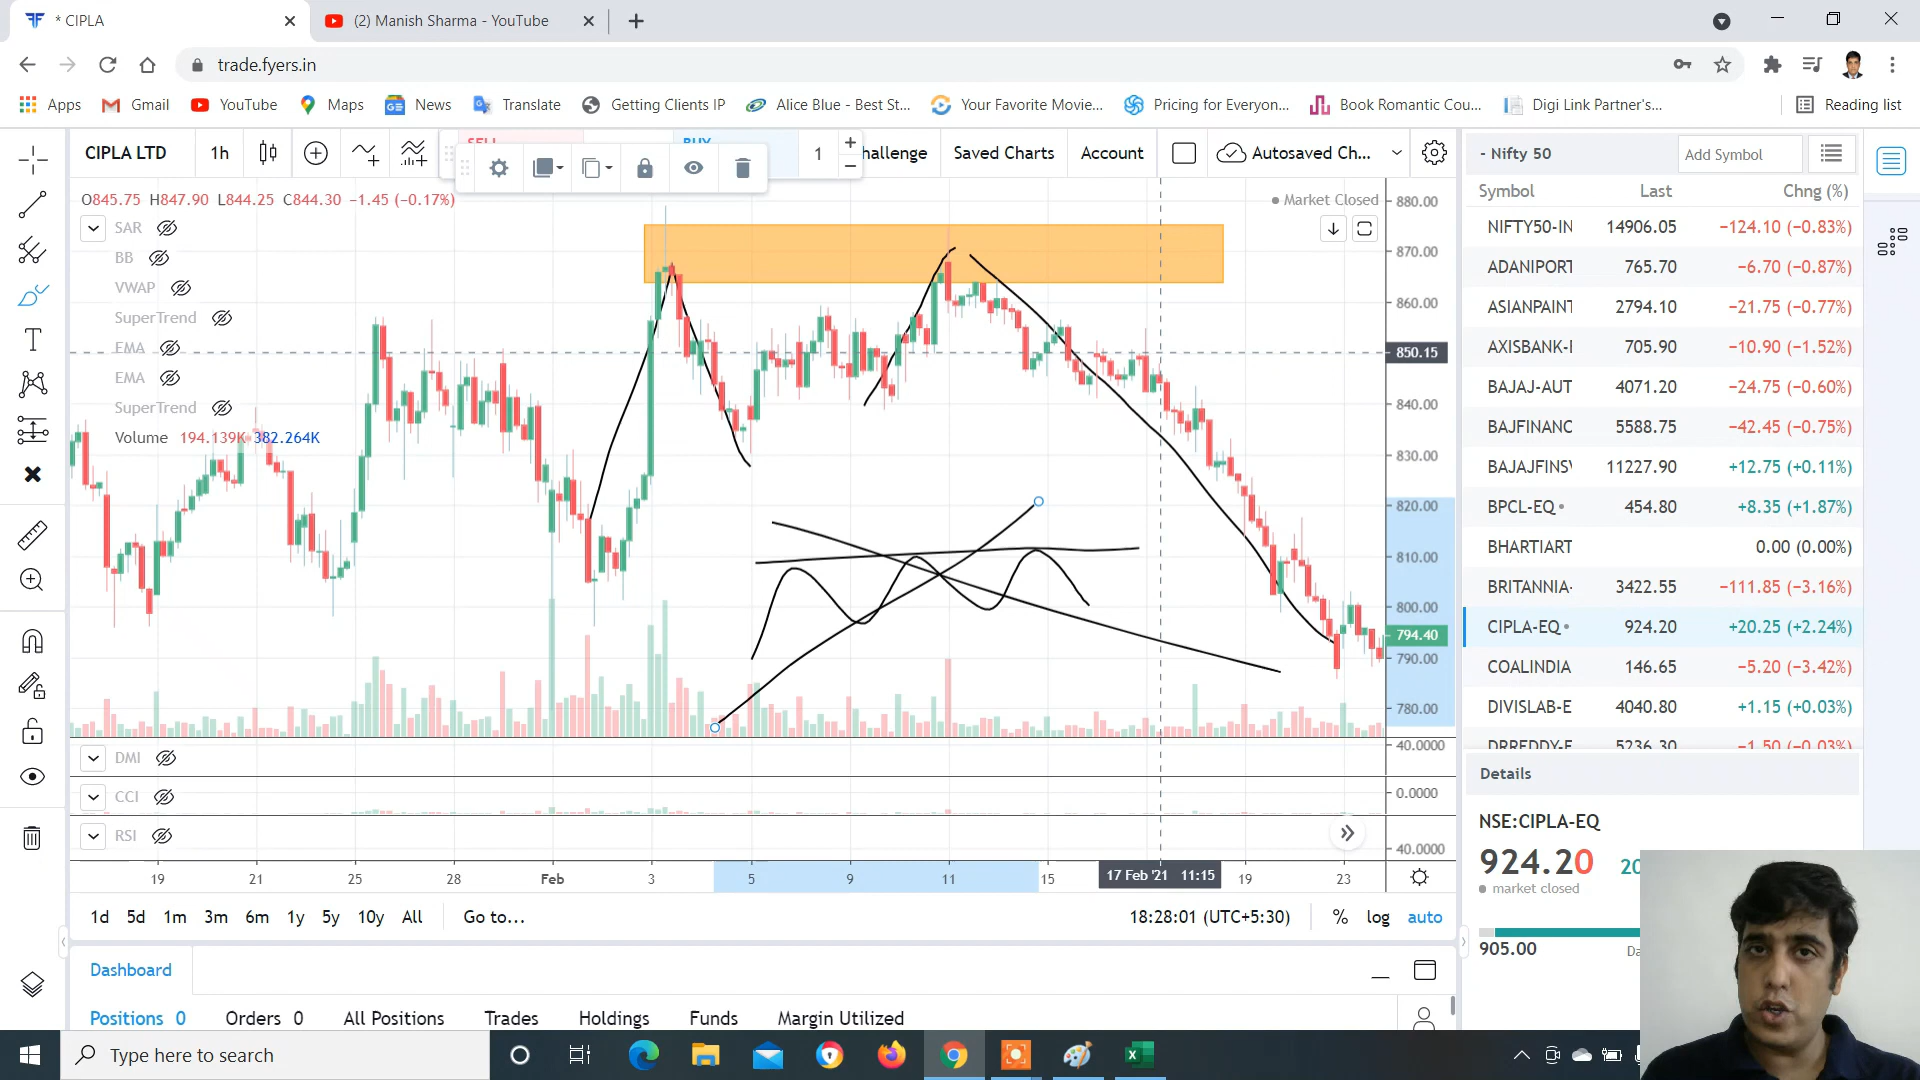 * CIPLA
(2) Manish Sharma - YouTube
trade.fyers.in
Apps
Gmail
YouTube
Maps
News
Translate
Getting Clients IP
Alice Blue - Best St...
Your Favorite Movie...
Pricing for Everyon...
Book Romantic Cou...
Digi Link Partner's...
Reading list
CIPLA LTD
1h
SELL
BUY
1
hallenge
Saved Charts
Account
Autosaved Ch...
- Nifty 50
Add Symbol
O845.75 H847.90 L844.25 C844.30 −1.45 (−0.17%)
Market Closed
SAR
BB
VWAP
SuperTrend
EMA
EMA
SuperTrend
Volume 194.139K 382.264K
880.00
870.00
860.00
850.15
840.00
830.00
820.00
810.00
800.00
794.40
790.00
780.00
DMI
40.0000
CCI
0.0000
RSI
40.0000
19
21
25
28
Feb
3
5
9
11
15
17 Feb '21 11:15
19
23
1d 5d 1m 3m 6m 1y 5y 10y All
Go to...
18:28:01 (UTC+5:30)
% log auto
Dashboard
Positions 0
Orders 0
All Positions
Trades
Holdings
Funds
Margin Utilized
Symbol Last Chng (%)
NIFTY50-IN 14906.05 −124.10 (−0.83%)
ADANIPORT 765.70 −6.70 (−0.87%)
ASIANPAINT 2794.10 −21.75 (−0.77%)
AXISBANK-I 705.90 −10.90 (−1.52%)
BAJAJ-AUT 4071.20 −24.75 (−0.60%)
BAJFINANC 5588.75 −42.45 (−0.75%)
BAJAJFINSV 11227.90 +12.75 (+0.11%)
BPCL-EQ 454.80 +8.35 (+1.87%)
BHARTIART 0.00 (0.00%)
BRITANNIA- 3422.55 −111.85 (−3.16%)
CIPLA-EQ 924.20 +20.25 (+2.24%)
COALINDIA 146.65 −5.20 (−3.42%)
DIVISLAB-E 4040.80 +1.15 (+0.03%)
DRREDDY-E 5236.30 −1.50 (−0.03%)
Details
NSE:CIPLA-EQ
924.20 20
market closed
905.00
Da
Type here to search